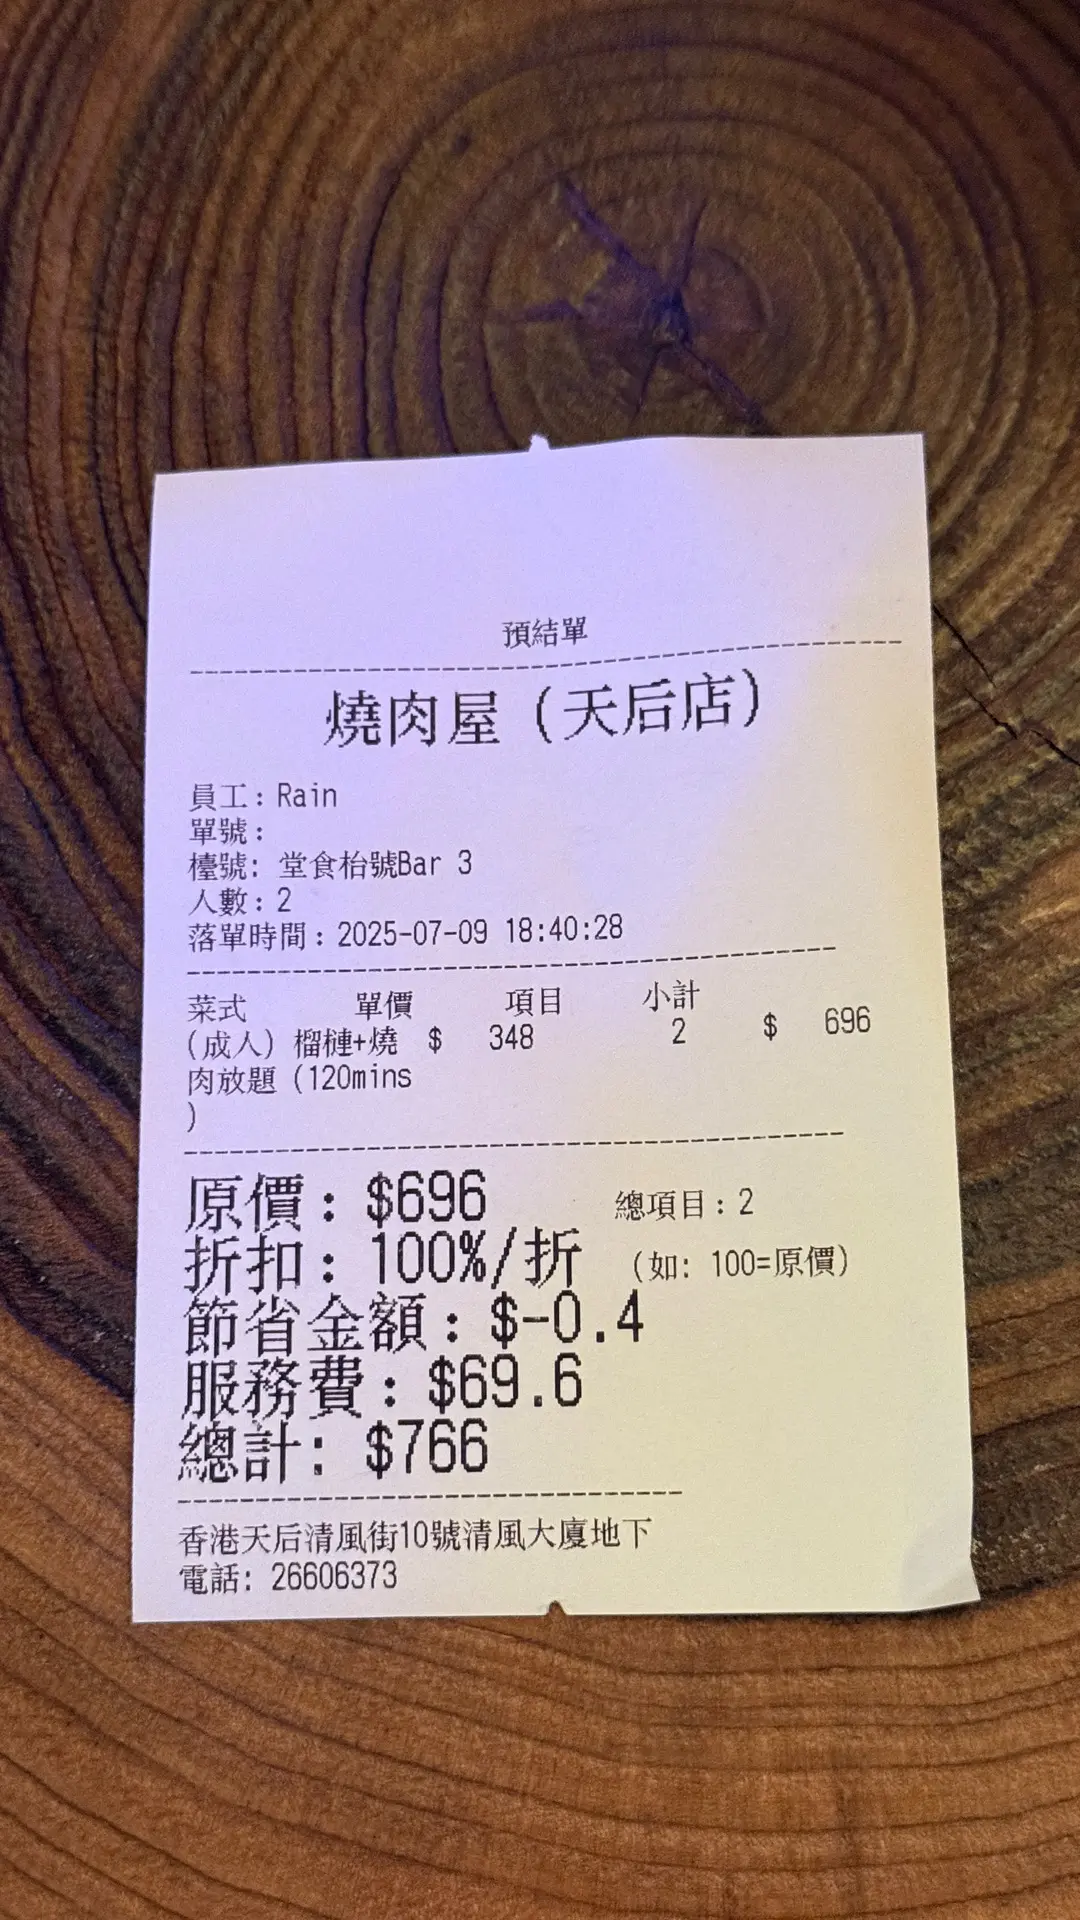 預結單
燒肉屋（天后店）
員工：Rain
單號：
檯號: 堂食枱號Bar 3
人數：2
落單時間：2025-07-09 18:40:28
菜式 單價 項目 小計
(成人) 榴槤+燒 $ 348 2 $ 696
肉放題 (120mins
)
原價：$696 總項目：2
折扣：100%/折 （如: 100=原價）
節省金額：$-0.4
服務費：$69.6
總計: $766
香港天后清風街10號清風大廈地下
電話: 26606373